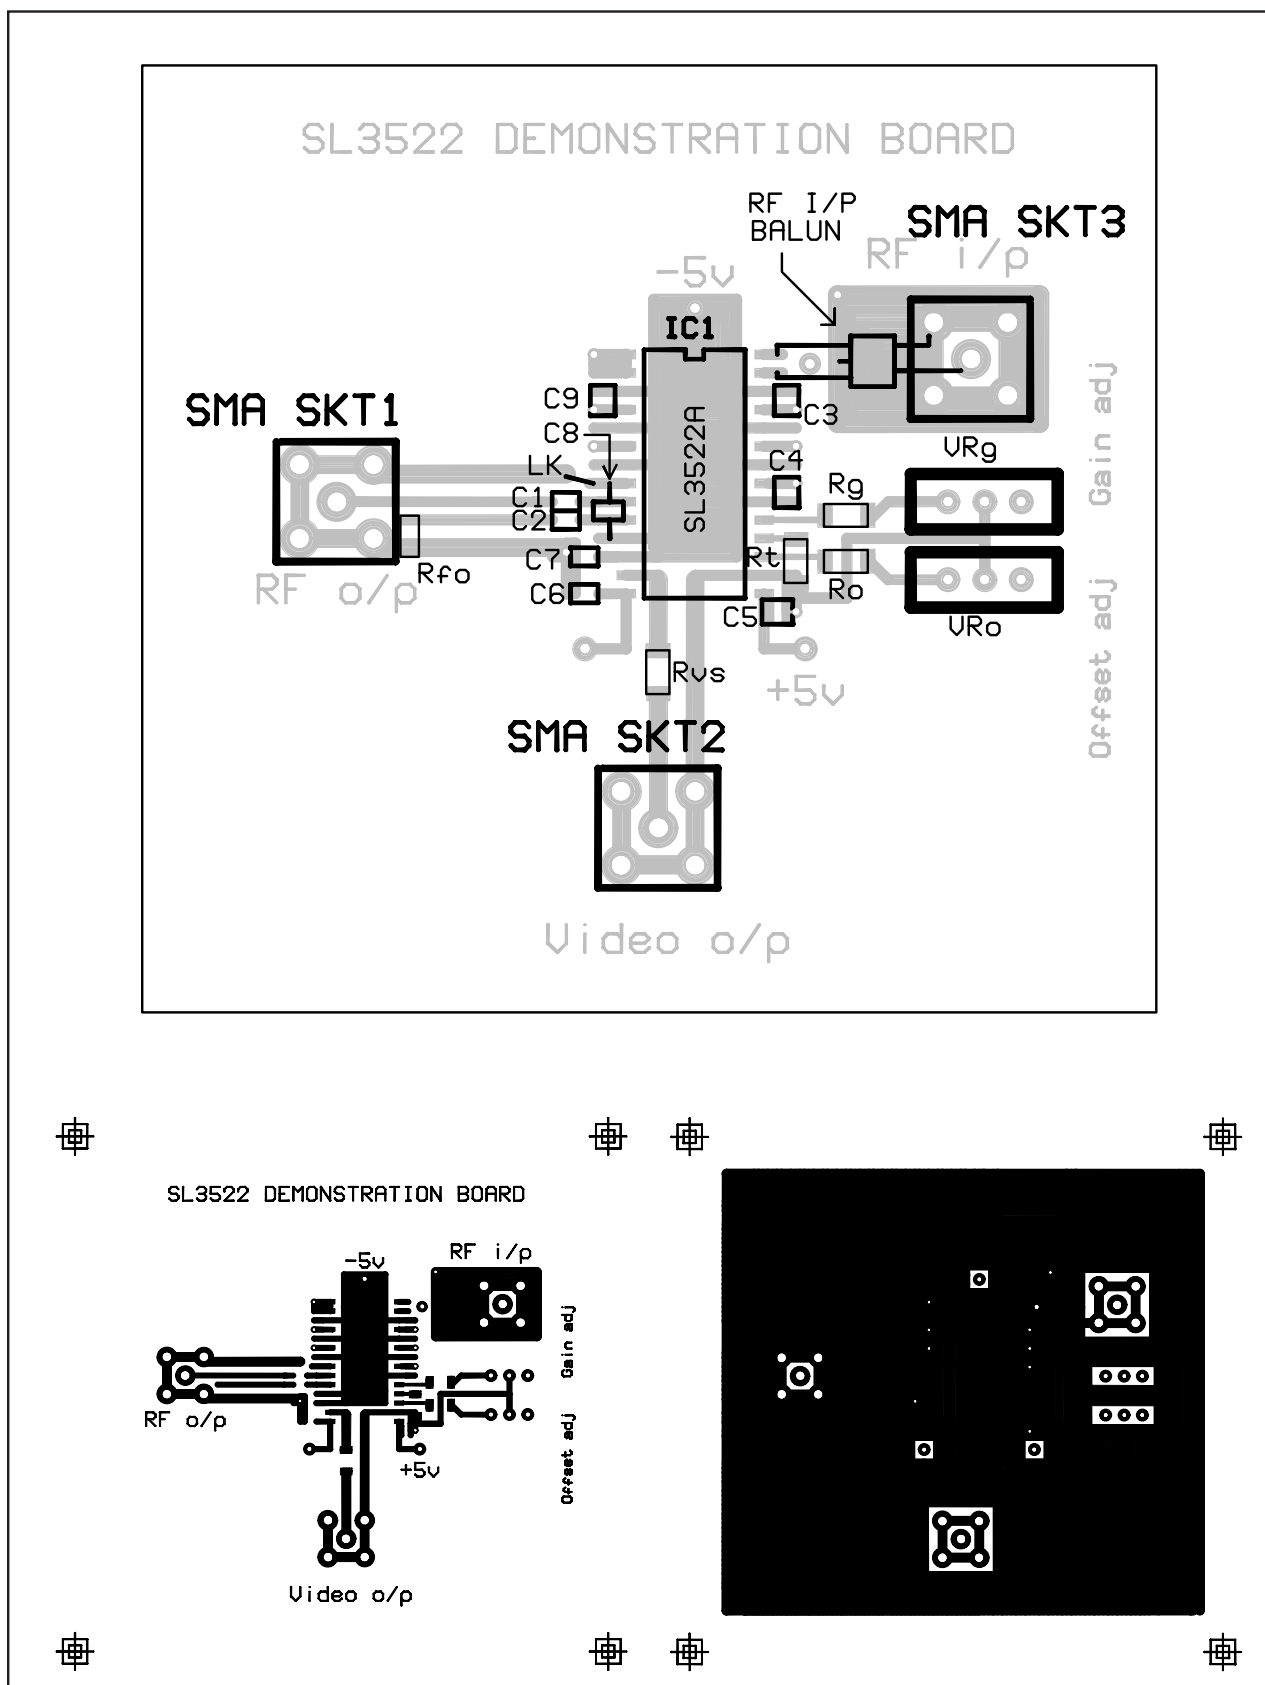 SL3522 DEMONSTRATION BOARD
RF I/P
BALUN
SMA SKT3
RF i/p
-5v
IC1
SL3522A
C9
C8
LK
C1
C2
C7
C6
SMA SKT1
RF o/p
Rfo
C3
C4
C5
Rg
Rt
Ro
VRg
VRo
Gain adj
Offset adj
Rvs
+5v
SMA SKT2
Video o/p
SL3522 DEMONSTRATION BOARD
-5v
RF i/p
Gain adj
RF o/p
Offset adj
+5v
Video o/p